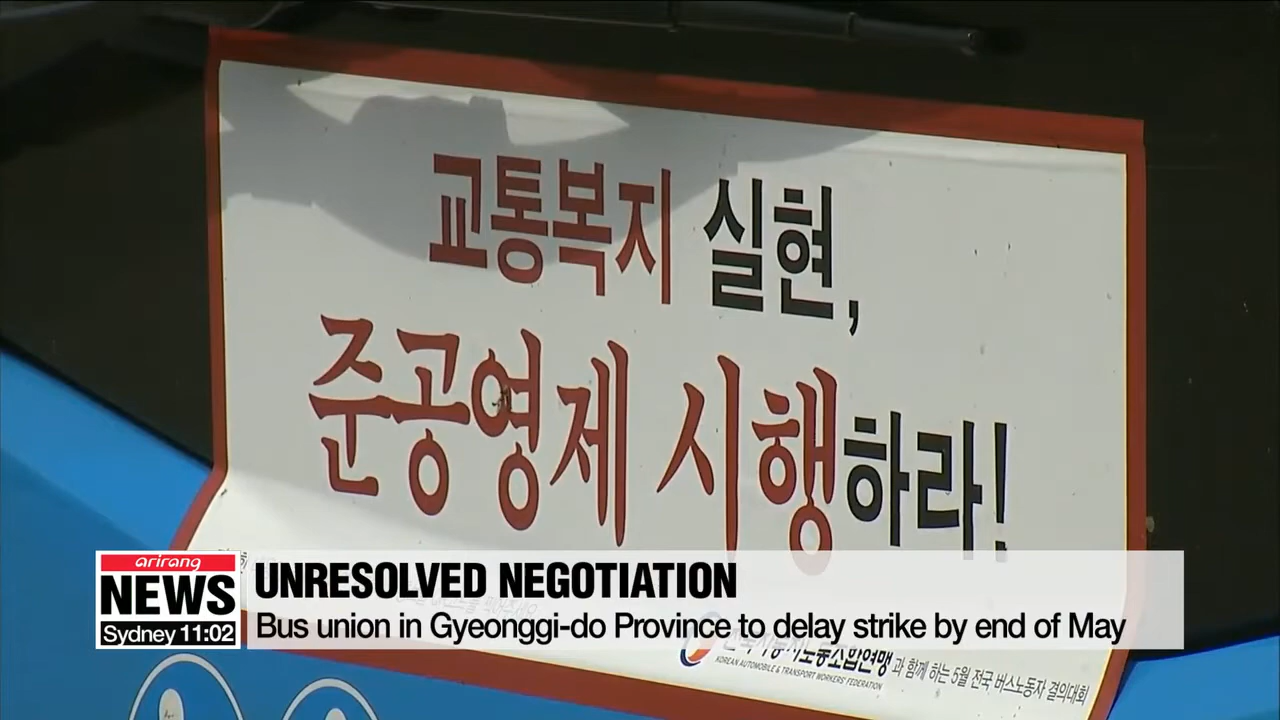 교통복지 실현,
준공영제 시행하라!
arirang
NEWS
Sydney 11:02
UNRESOLVED NEGOTIATION
Bus union in Gyeonggi-do Province to delay strike by end of May
과 함께 하는 5월 전국 버스노동자 결의대회
KOREAN AUTOMOBILE & TRANSPORT WORKERS' FEDERATION